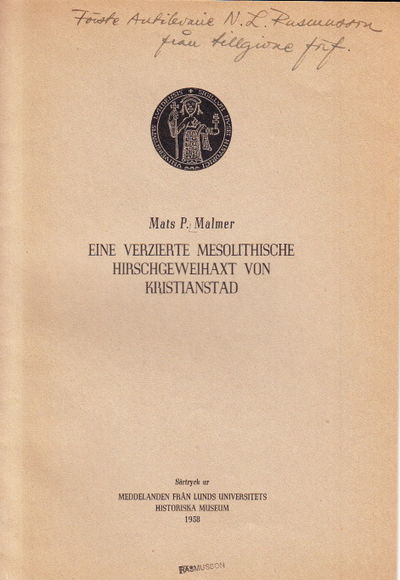 Förste Antikvarie N. L. Rasmusson
från tillgivne förf.
Mats P. Malmer
EINE VERZIERTE MESOLITHISCHE
HIRSCHGEWEIHAXT VON
KRISTIANSTAD
Särtryck ur
MEDDELANDEN FRÅN LUNDS UNIVERSITETS
HISTORISKA MUSEUM
1958
RASMUSSON